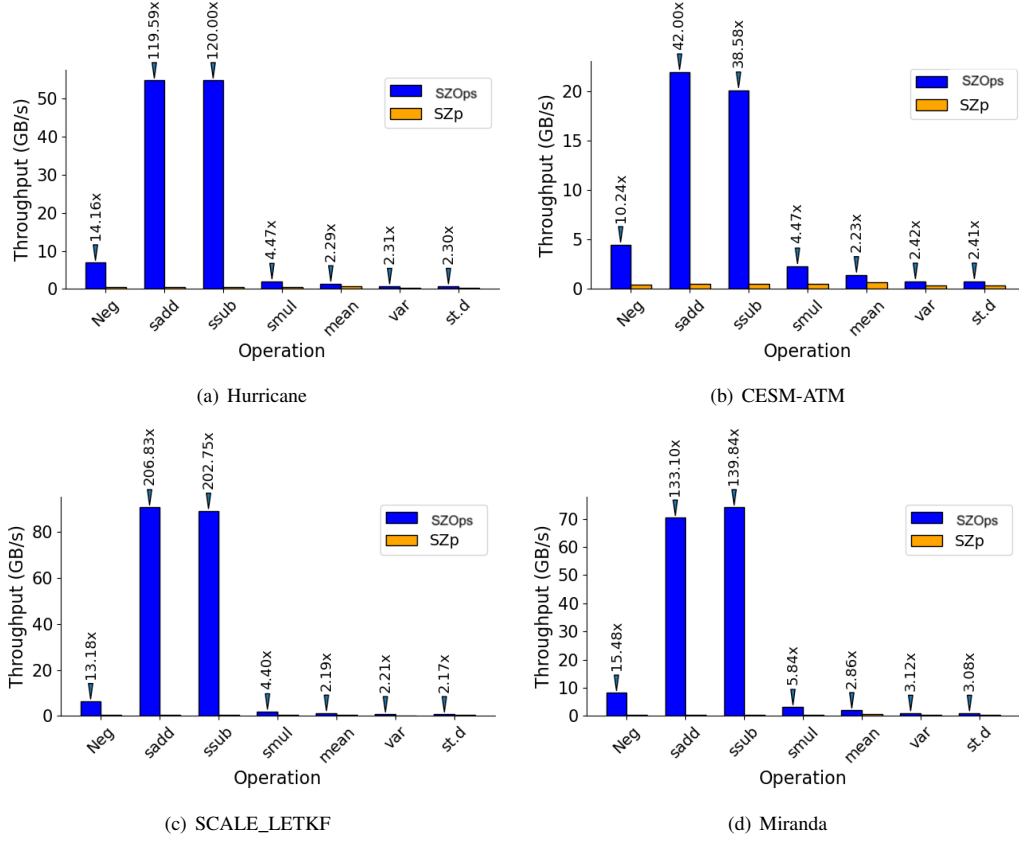 119.59x
120.00x
14.16x
4.47x
2.29x
2.31x
2.30x
SZOps
SZp
Throughput (GB/s)
50
40
30
20
10
0
Neg
sadd
ssub
smul
mean
var
st.d
Operation
(a) Hurricane
42.00x
38.58x
10.24x
4.47x
2.23x
2.42x
2.41x
SZOps
SZp
Throughput (GB/s)
20
15
10
5
0
Neg
sadd
ssub
smul
mean
var
st.d
Operation
(b) CESM-ATM
206.83x
202.75x
13.18x
4.40x
2.19x
2.21x
2.17x
SZOps
SZp
Throughput (GB/s)
80
60
40
20
0
Neg
sadd
ssub
smul
mean
var
st.d
Operation
(c) SCALE_LETKF
133.10x
139.84x
15.48x
5.84x
2.86x
3.12x
3.08x
SZOps
SZp
Throughput (GB/s)
70
60
50
40
30
20
10
0
Neg
sadd
ssub
smul
mean
var
st.d
Operation
(d) Miranda